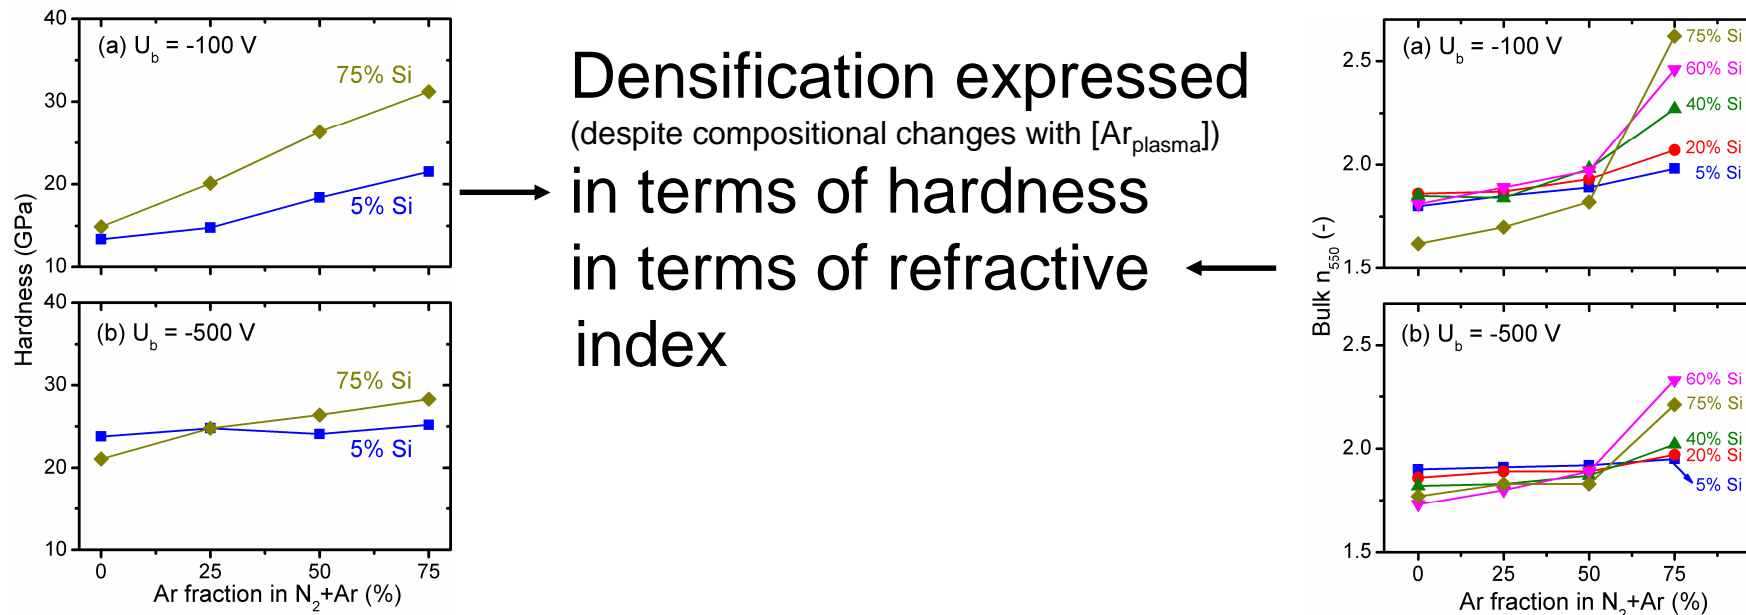 40
30
20
10
(a) U_b = -100 V
75% Si
5% Si
Hardness (GPa)
40
30
20
10
(b) U_b = -500 V
75% Si
5% Si
0 25 50 75
Ar fraction in N₂+Ar (%)
Densification expressed
(despite compositional changes with [Ar_plasma])
in terms of hardness
in terms of refractive
index
2.5
2.0
1.5
(a) U_b = -100 V
75% Si
60% Si
40% Si
20% Si
5% Si
Bulk n₅₅₀ (-)
2.5
2.0
1.5
(b) U_b = -500 V
60% Si
75% Si
40% Si
20% Si
5% Si
0 25 50 75
Ar fraction in N₂+Ar (%)